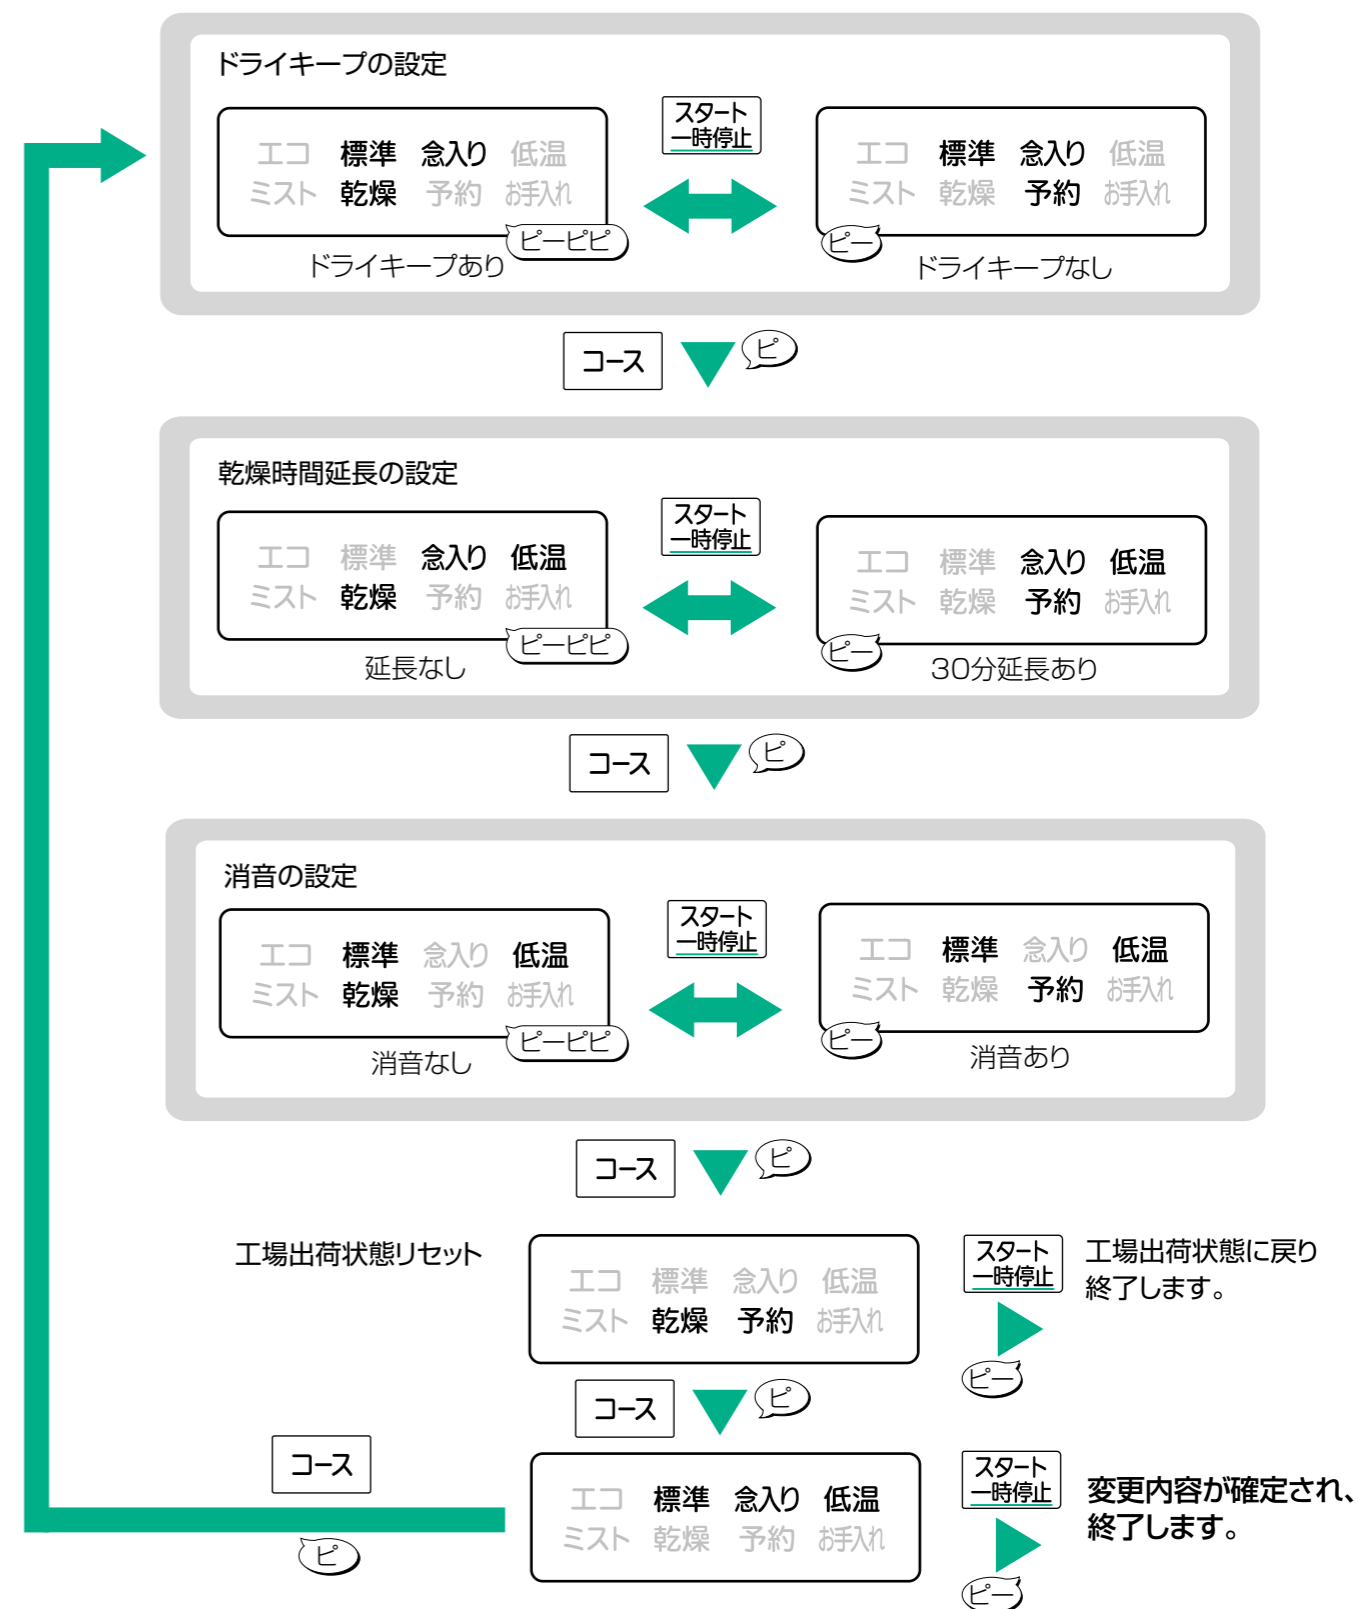 ドライキープの設定
スタート
一時停止
エコ 標準 念入り 低温
ミスト 乾燥 予約 お手入れ
ピーピピ
ドライキープあり
エコ 標準 念入り 低温
ミスト 乾燥 予約 お手入れ
ピー
ドライキープなし
コース
ピ
乾燥時間延長の設定
スタート
一時停止
エコ 標準 念入り 低温
ミスト 乾燥 予約 お手入れ
ピーピピ
延長なし
エコ 標準 念入り 低温
ミスト 乾燥 予約 お手入れ
ピー
30分延長あり
コース
ピ
消音の設定
スタート
一時停止
エコ 標準 念入り 低温
ミスト 乾燥 予約 お手入れ
ピーピピ
消音なし
エコ 標準 念入り 低温
ミスト 乾燥 予約 お手入れ
ピー
消音あり
コース
ピ
工場出荷状態リセット
エコ 標準 念入り 低温
ミスト 乾燥 予約 お手入れ
スタート
一時停止
工場出荷状態に戻り
終了します。
ピー
コース
ピ
コース
ピ
エコ 標準 念入り 低温
ミスト 乾燥 予約 お手入れ
スタート
一時停止
変更内容が確定され、
終了します。
ピー